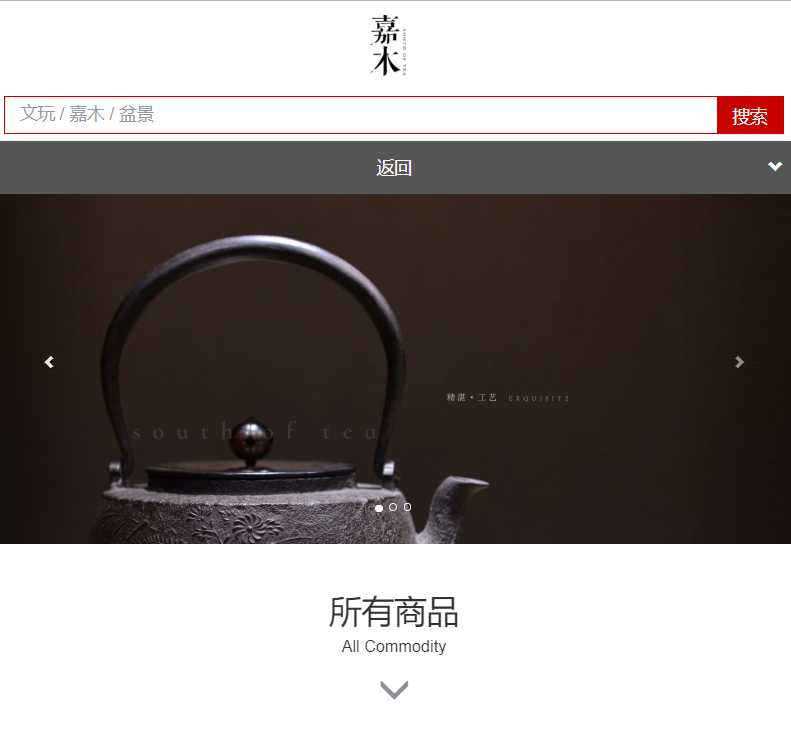 嘉木
文玩 / 嘉木 / 盆景
搜索
返回
精湛•工艺 EXQUISITE
south of tea
所有商品
All Commodity